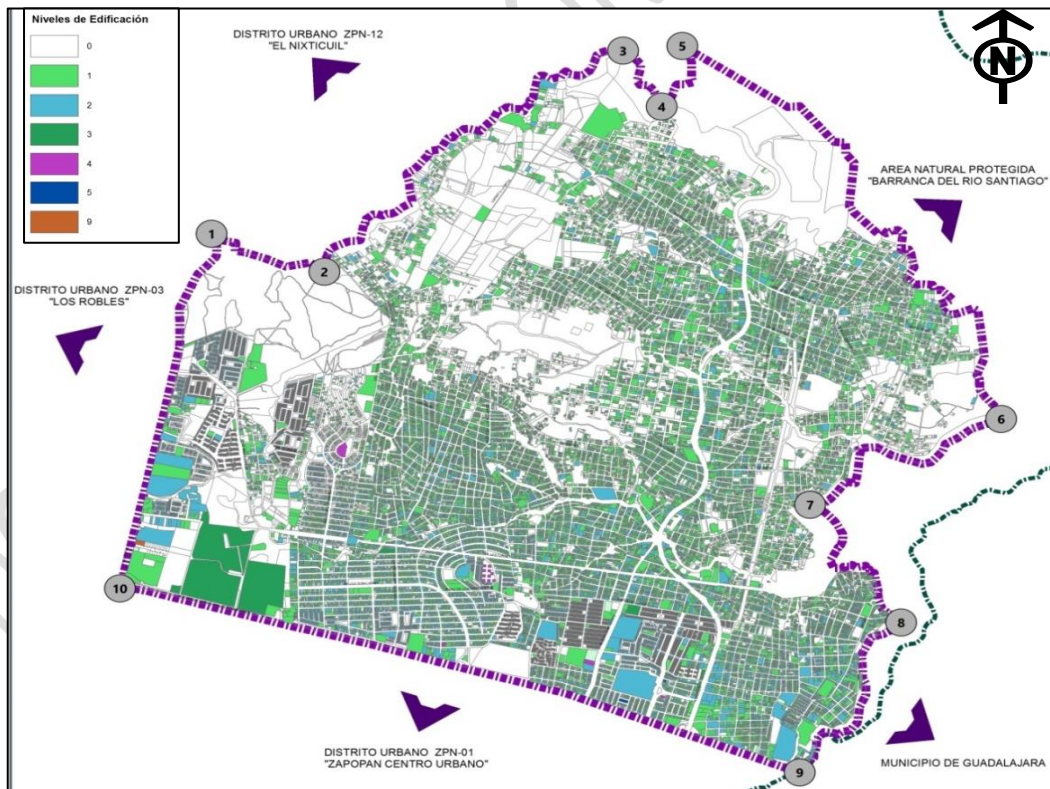 Niveles de Edificación
0
1
2
3
4
5
9
DISTRITO URBANO ZPN-12
"EL NIXTICUIL"
3
5
N
4
AREA NATURAL PROTEGIDA
"BARRANCA DEL RIO SANTIAGO"
1
2
DISTRITO URBANO ZPN-03
"LOS ROBLES"
6
7
10
8
DISTRITO URBANO ZPN-01
"ZAPOPAN CENTRO URBANO"
MUNICIPIO DE GUADALAJARA
9